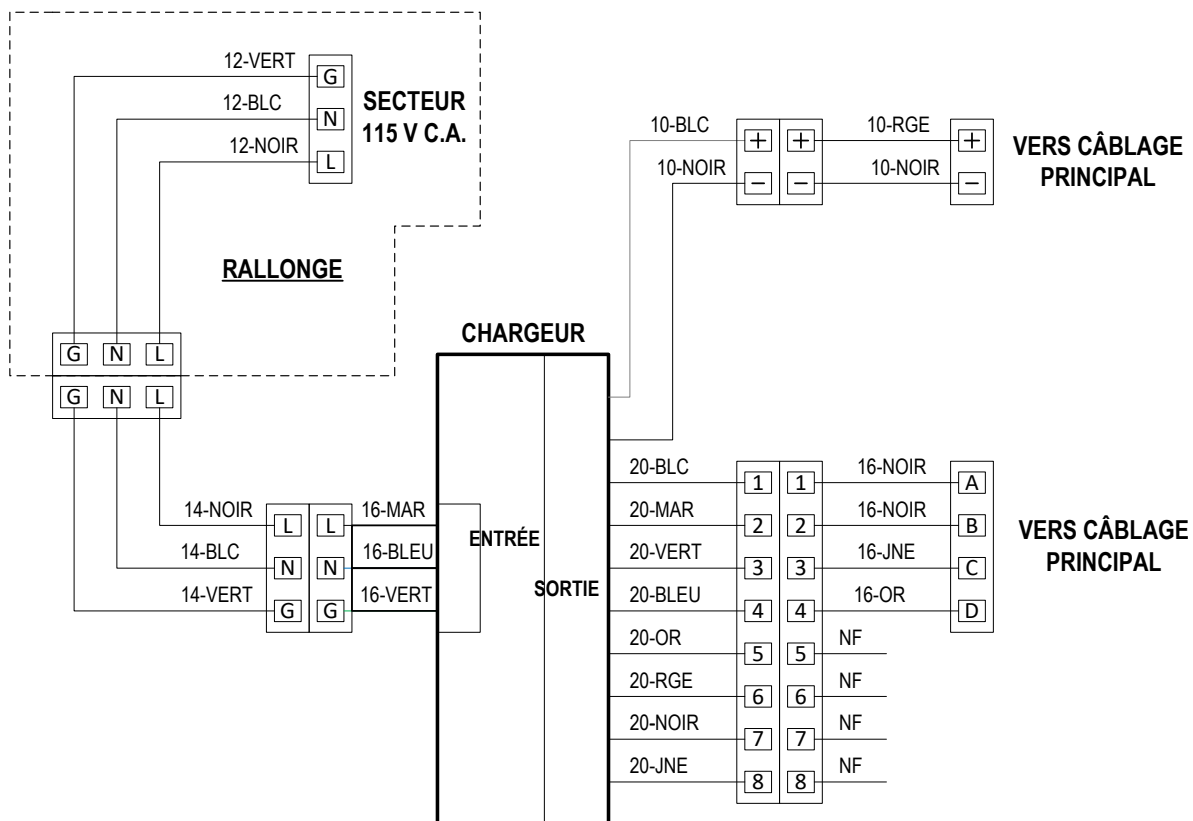 12-VERT
G
12-BLC
N
12-NOIR
L
SECTEUR
115 V C.A.
RALLONGE
G N L
G N L
14-NOIR L L 16-MAR
14-BLC N N 16-BLEU
14-VERT G G 16-VERT
CHARGEUR
ENTRÉE
SORTIE
10-BLC + + 10-RGE +
10-NOIR − − 10-NOIR −
VERS CÂBLAGE
PRINCIPAL
20-BLC 1 1 16-NOIR A
20-MAR 2 2 16-NOIR B
20-VERT 3 3 16-JNE C
20-BLEU 4 4 16-OR D
20-OR 5 5 NF
20-RGE 6 6 NF
20-NOIR 7 7 NF
20-JNE 8 8 NF
VERS CÂBLAGE
PRINCIPAL